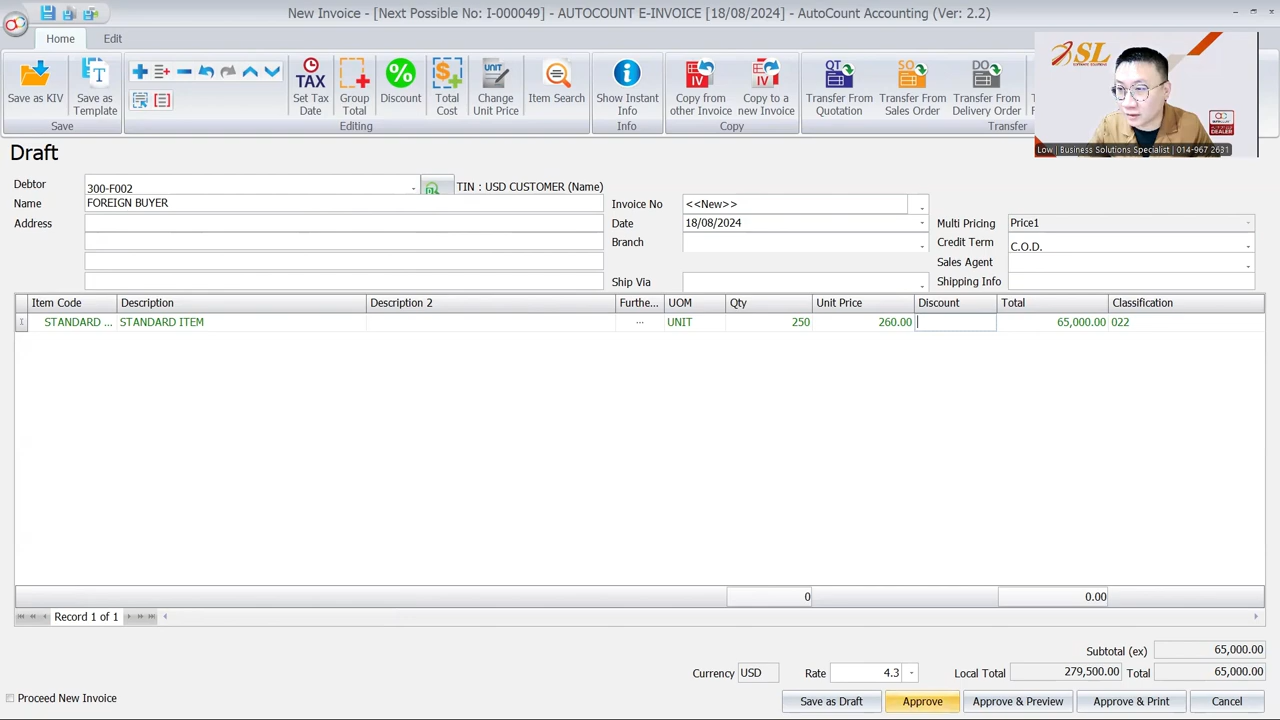 New Invoice - [Next Possible No: I-000049] - AUTOCOUNT E-INVOICE [18/08/2024] - AutoCount Accounting (Ver: 2.2)
Home Edit
Save as KIV
Save as Template
Set Tax Date
Group Total
Discount
Total Cost
Change Unit Price
Item Search
Show Instant Info
Copy from other Invoice
Copy to a new Invoice
Transfer From Quotation
Transfer From Sales Order
Transfer From Delivery Order
Save Editing Info Copy Transfer
SL
Low | Business Solutions Specialist | 014-967 2631
Draft
Debtor 300-F002 TIN : USD CUSTOMER (Name)
Name FOREIGN BUYER Invoice No <<New>>
Address Date 18/08/2024 Multi Pricing Price1
Branch Credit Term C.O.D.
Sales Agent
Ship Via Shipping Info
Item Code Description Description 2 Furthe... UOM Qty Unit Price Discount Total Classification
STANDARD ... STANDARD ITEM ... UNIT 250 260.00 65,000.00 022
0 0.00
Record 1 of 1
Subtotal (ex) 65,000.00
Currency USD Rate 4.3 Local Total 279,500.00 Total 65,000.00
Proceed New Invoice Save as Draft Approve Approve & Preview Approve & Print Cancel